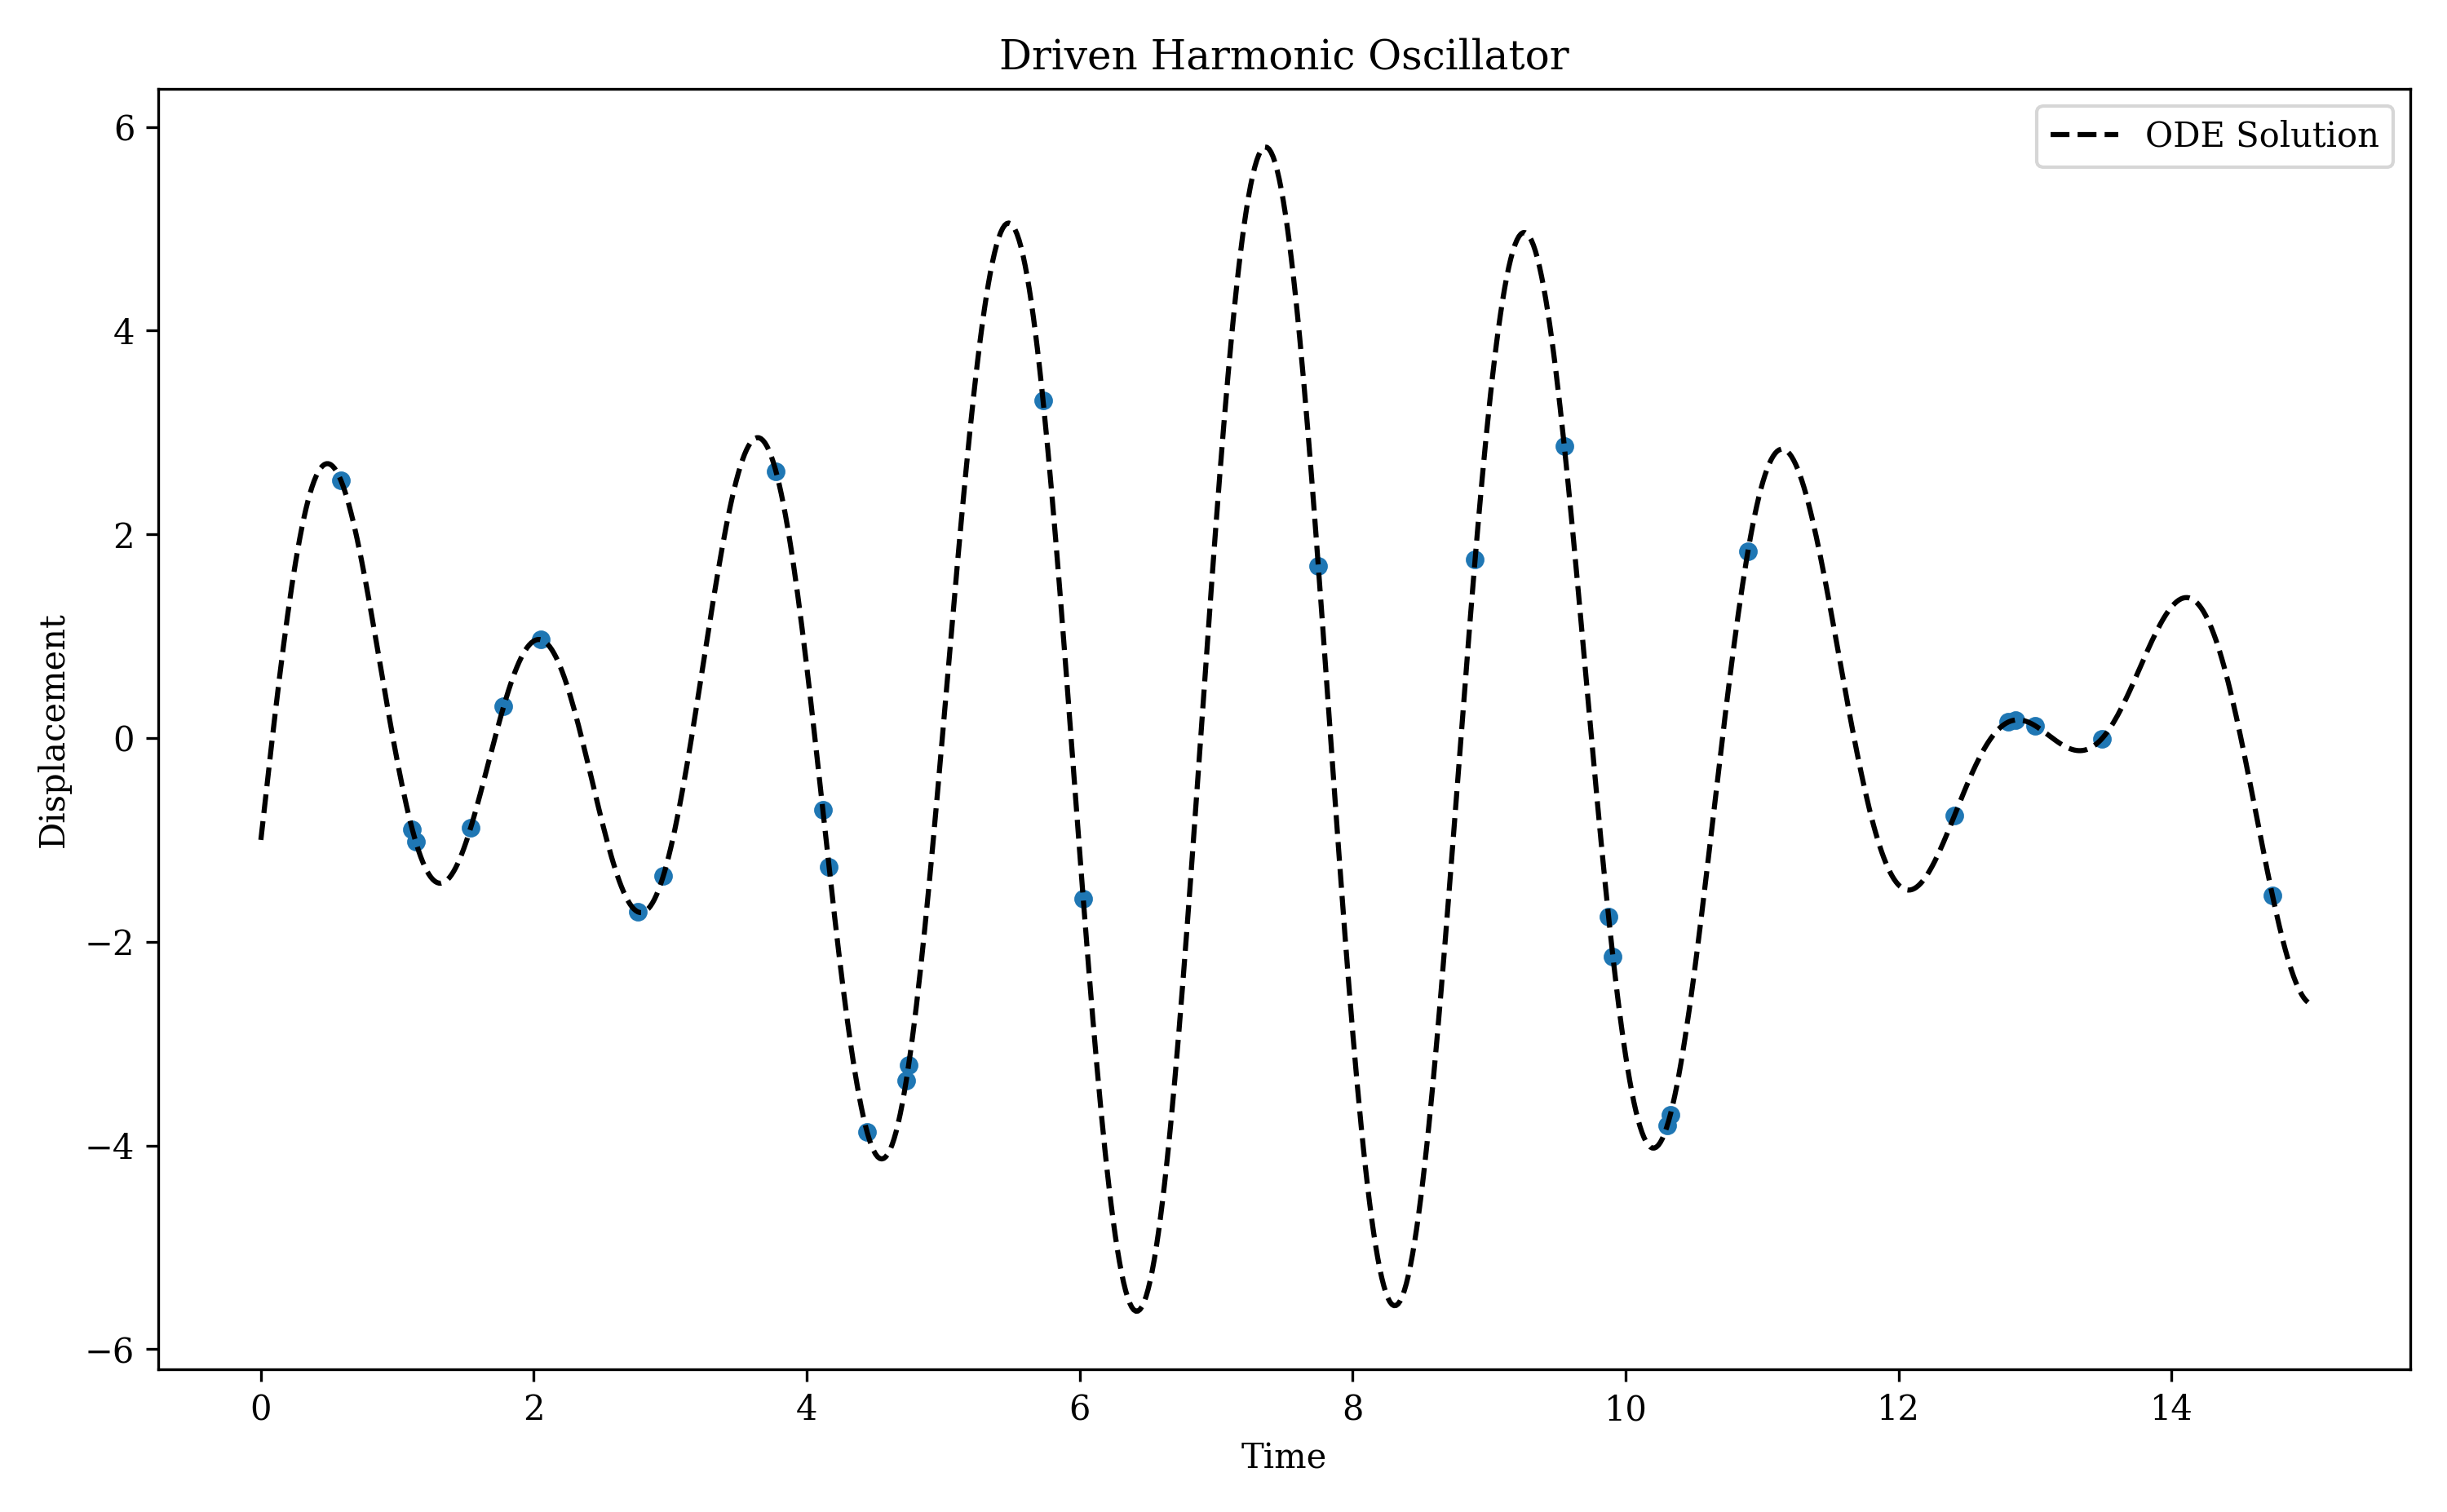 Driven Harmonic Oscillator
ODE Solution
Displacement
6
4
2
0
−2
−4
−6
0 2 4 6 8 10 12 14
Time